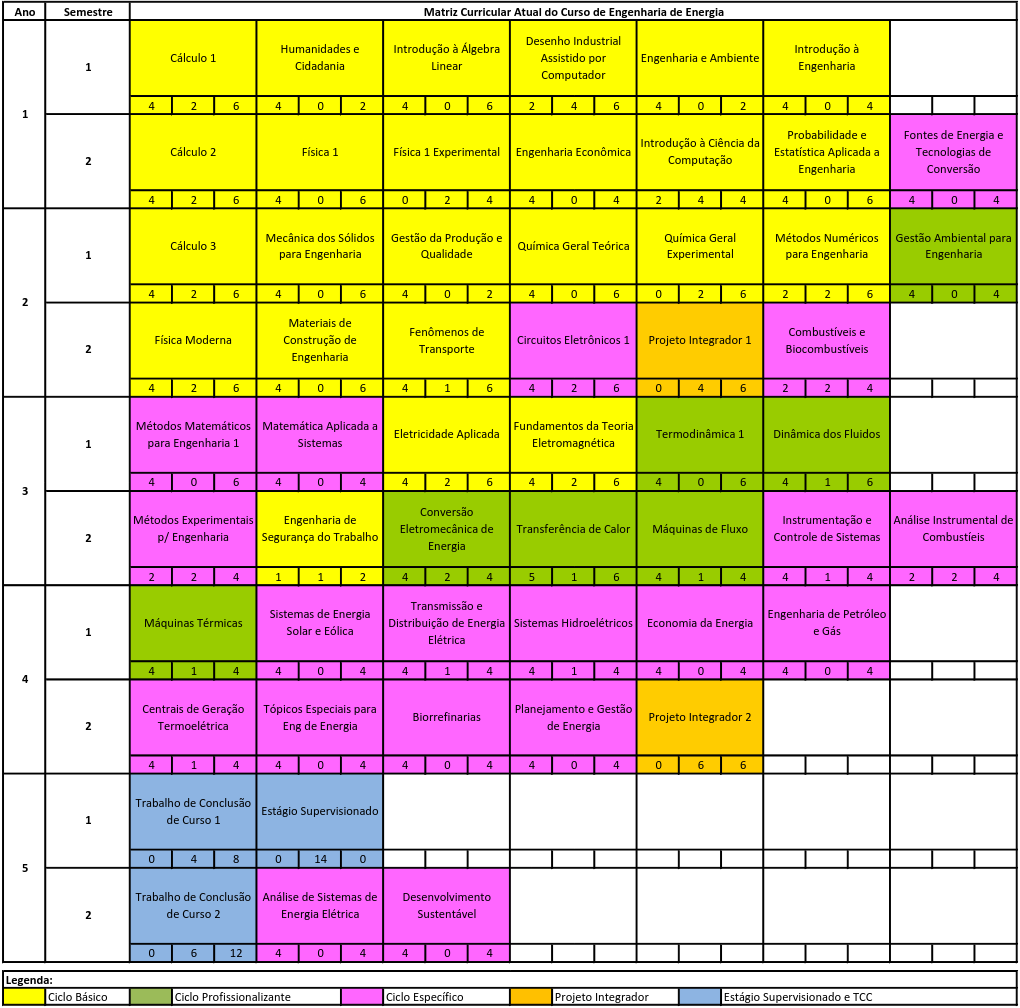 Ano Semestre Matriz Curricular Atual do Curso de Engenharia de Energia
1
1
Cálculo 1
Humanidades e
Cidadania
Introdução à Álgebra
Linear
Desenho Industrial
Assistido por
Computador
Engenharia e Ambiente
Introdução à
Engenharia
4 2 6 4 0 2 4 0 6 2 4 6 4 0 2 4 0 4
2
Cálculo 2
Física 1
Física 1 Experimental
Engenharia Econômica
Introdução à Ciência da
Computação
Probabilidade e
Estatística Aplicada a
Engenharia
Fontes de Energia e
Tecnologias de
Conversão
4 2 6 4 0 6 0 2 4 4 0 4 2 4 4 4 0 6 4 0 4
2
1
Cálculo 3
Mecânica dos Sólidos
para Engenharia
Gestão da Produção e
Qualidade
Química Geral Teórica
Química Geral
Experimental
Métodos Numéricos
para Engenharia
Gestão Ambiental para
Engenharia
4 2 6 4 0 6 4 0 2 4 0 6 0 2 6 2 2 6 4 0 4
2
Física Moderna
Materiais de
Construção de
Engenharia
Fenômenos de
Transporte
Circuitos Eletrônicos 1
Projeto Integrador 1
Combustíveis e
Biocombustíveis
4 2 6 4 0 6 4 1 6 4 2 6 0 4 6 2 2 4
3
1
Métodos Matemáticos
para Engenharia 1
Matemática Aplicada a
Sistemas
Eletricidade Aplicada
Fundamentos da Teoria
Eletromagnética
Termodinâmica 1
Dinâmica dos Fluidos
4 0 6 4 0 4 4 2 6 4 2 6 4 0 6 4 1 6
2
Métodos Experimentais
p/ Engenharia
Engenharia de
Segurança do Trabalho
Conversão
Eletromecânica de
Energia
Transferência de Calor
Máquinas de Fluxo
Instrumentação e
Controle de Sistemas
Análise Instrumental de
Combustíeis
2 2 4 1 1 2 4 2 4 5 1 6 4 1 4 4 1 4 2 2 4
4
1
Máquinas Térmicas
Sistemas de Energia
Solar e Eólica
Transmissão e
Distribuição de Energia
Elétrica
Sistemas Hidroelétricos
Economia da Energia
Engenharia de Petróleo
e Gás
4 1 4 4 0 4 4 1 4 4 1 4 4 0 4 4 0 4
2
Centrais de Geração
Termoelétrica
Tópicos Especiais para
Eng de Energia
Biorrefinarias
Planejamento e Gestão
de Energia
Projeto Integrador 2
4 1 4 4 0 4 4 0 4 4 0 4 0 6 6
5
1
Trabalho de Conclusão
de Curso 1
Estágio Supervisionado
0 4 8 0 14 0
2
Trabalho de Conclusão
de Curso 2
Análise de Sistemas de
Energia Elétrica
Desenvolvimento
Sustentável
0 6 12 4 0 4 4 0 4
Legenda:
Ciclo Básico Ciclo Profissionalizante Ciclo Específico Projeto Integrador Estágio Supervisionado e TCC